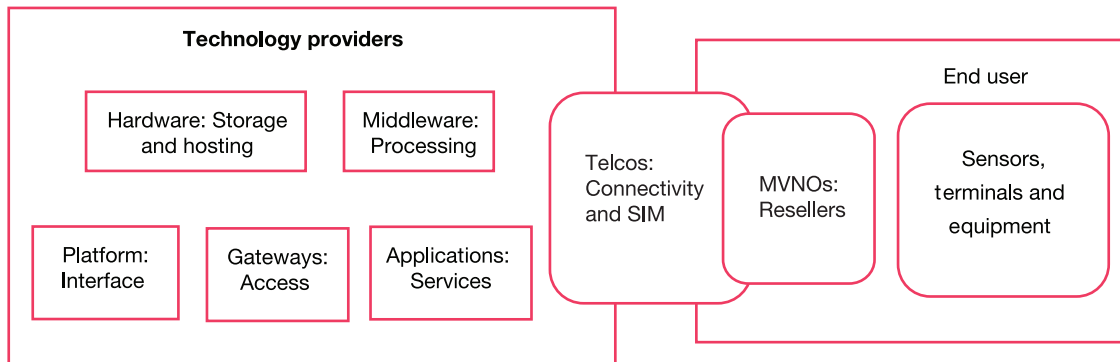 Technology providers
Hardware: Storage
and hosting
Middleware:
Processing
Platform:
Interface
Gateways:
Access
Applications:
Services
Telcos:
Connectivity
and SIM
MVNOs:
Resellers
End user
Sensors,
terminals and
equipment